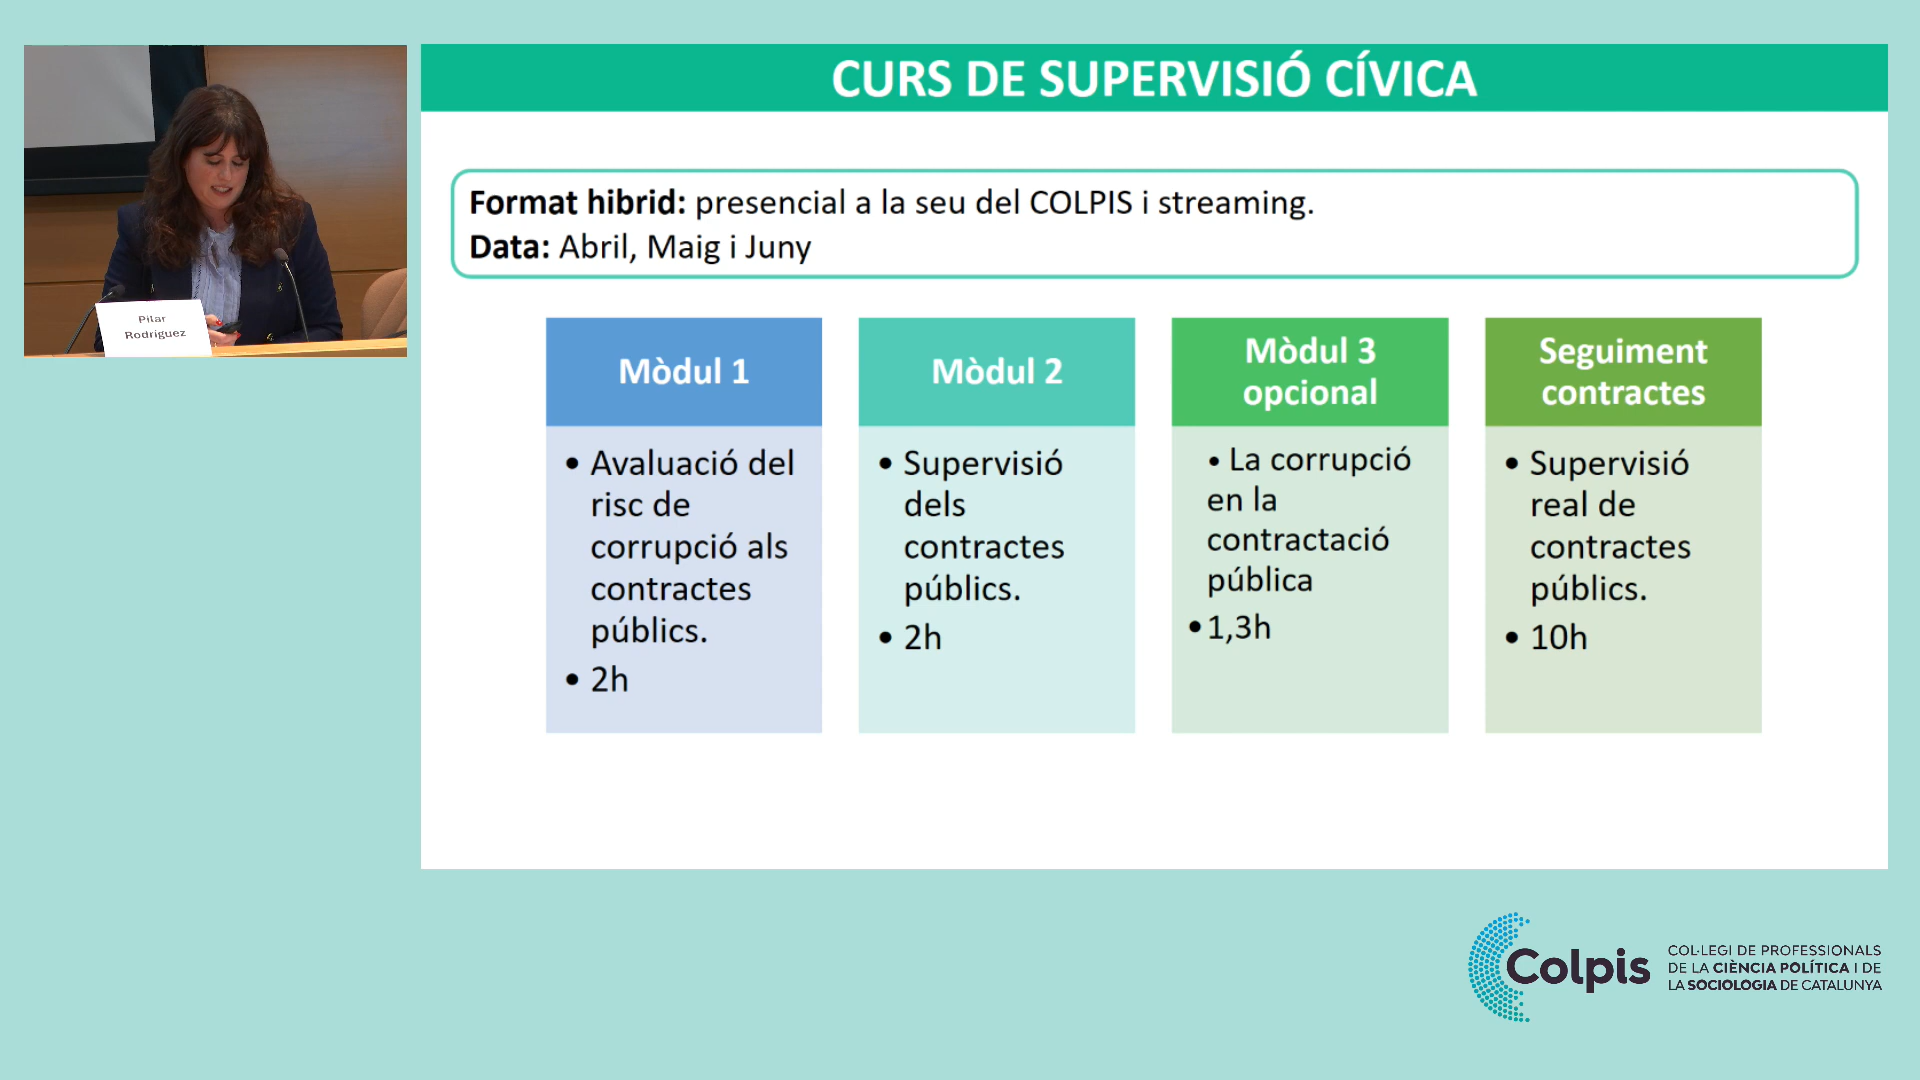 CURS DE SUPERVISIÓ CÍVICA
Format hibrid: presencial a la seu del COLPIS i streaming.
Data: Abril, Maig i Juny
Mòdul 1
• Avaluació del
risc de
corrupció als
contractes
públics.
• 2h
Mòdul 2
• Supervisió
dels
contractes
públics.
• 2h
Mòdul 3
opcional
• La corrupció
en la
contractació
pública
• 1,3h
Seguiment
contractes
• Supervisió
real de
contractes
públics.
• 10h
Pilar
Rodríguez
Colpis
COL·LEGI DE PROFESSIONALS
DE LA CIÈNCIA POLÍTICA I DE
LA SOCIOLOGIA DE CATALUNYA